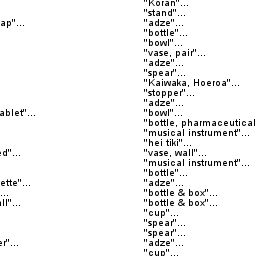 "Koran"...
"stand"...
ap"... "adze"...
"bottle"...
"bowl"...
"vase, pair"...
"adze"...
"spear"...
"Kaiwaka, Hoeroa"...
"stopper"...
"adze"...
ablet"... "bowl"...
"bottle, pharmaceutical
"musical instrument"...
"hei tiki"...
ed"... "vase, wall"...
"musical instrument"...
"bottle"...
ette"... "adze"...
... "bottle & box"...
ll"... "bottle & box"...
"cup"...
"spear"...
"spear"...
er"... "adze"...
"cup"...